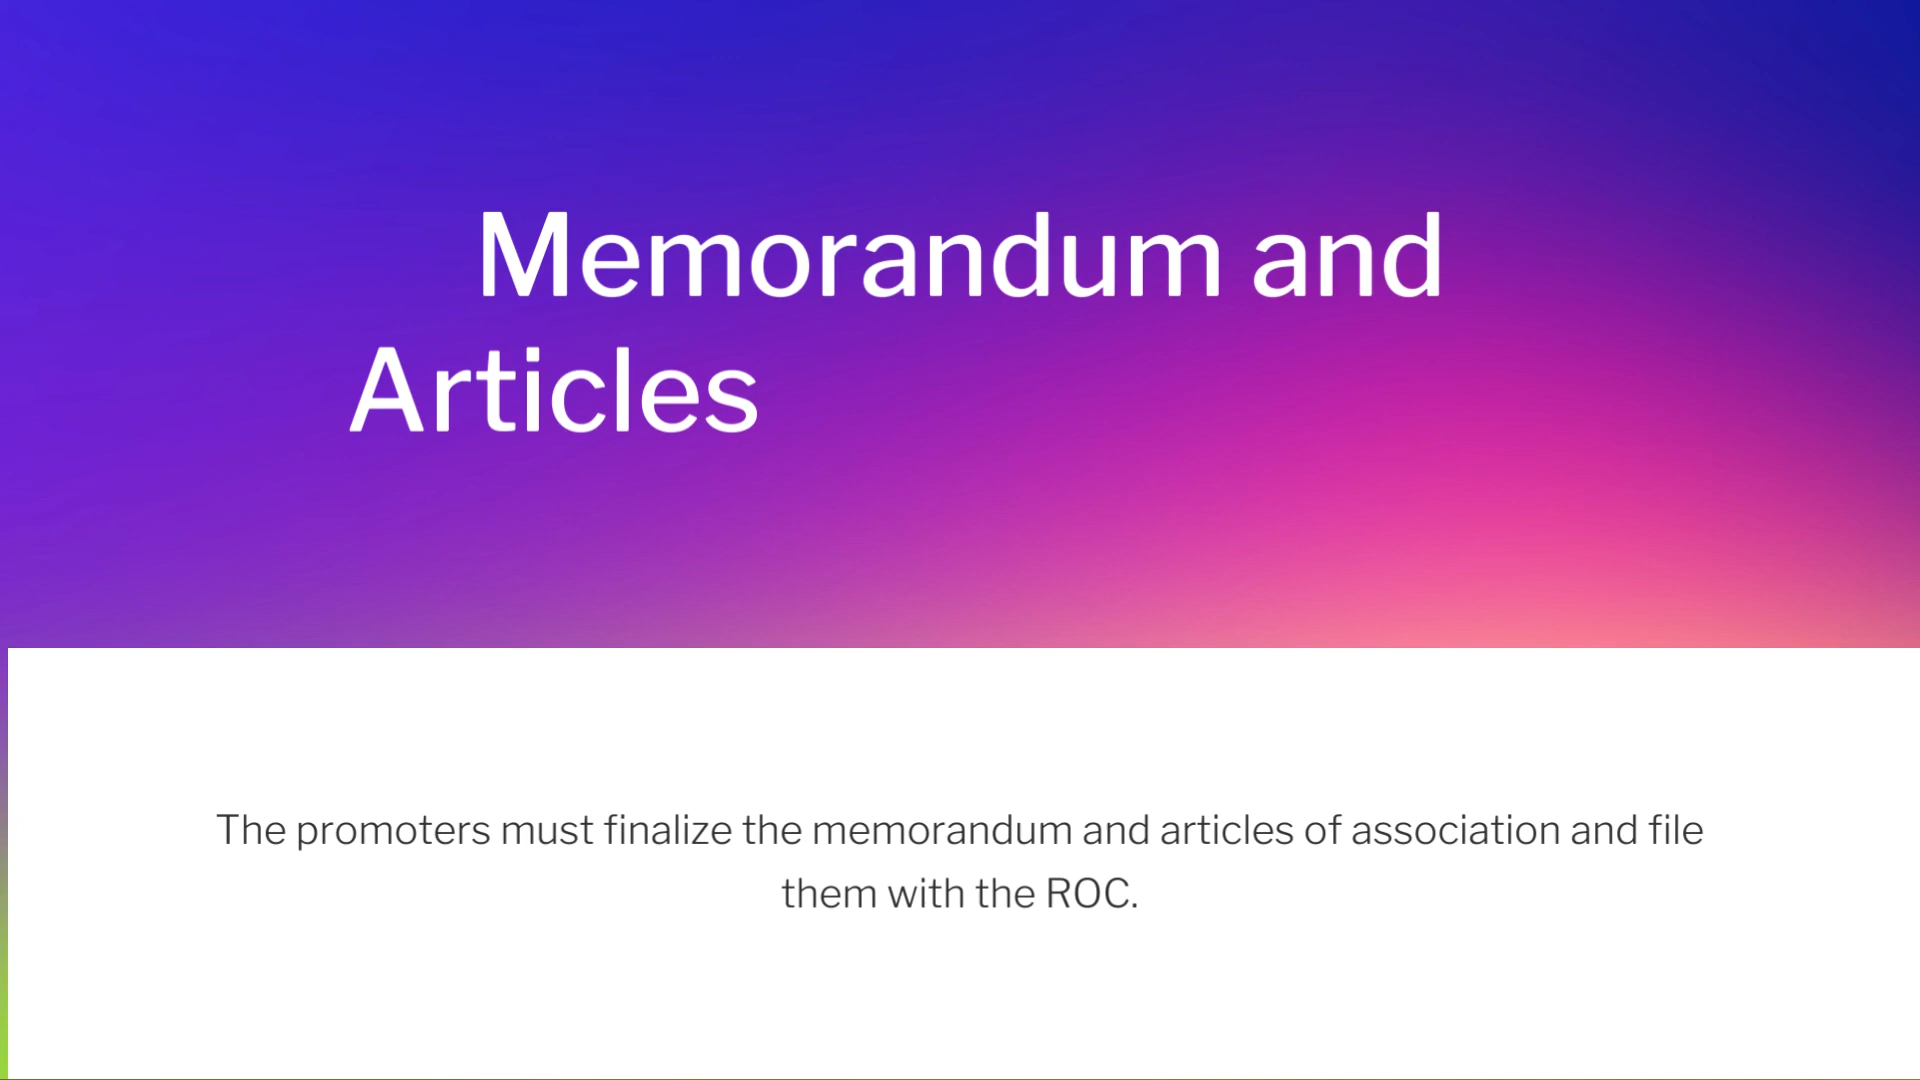 Memorandum and
Articles
The promoters must finalize the memorandum and articles of association and file
them with the ROC.